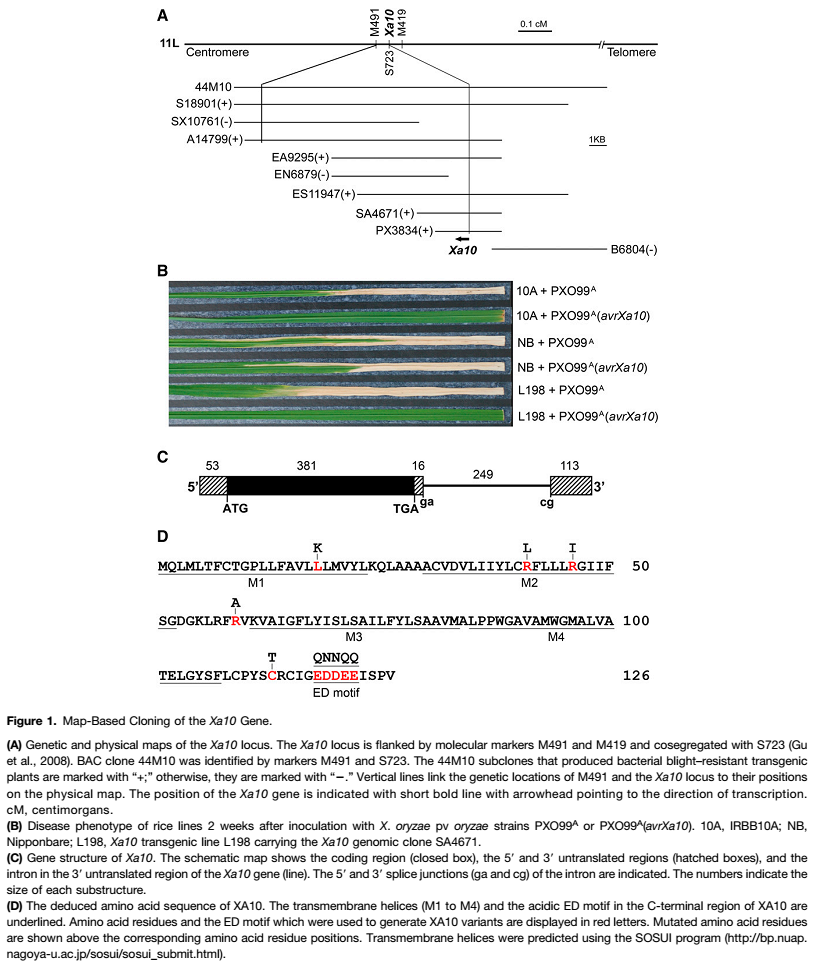 A
M491
Xa10
M419
0.1 cM
11L
Centromere
S723
Telomere
44M10
S18901(+)
SX10761(-)
A14799(+)
1KB
EA9295(+)
EN6879(-)
ES11947(+)
SA4671(+)
PX3834(+)
Xa10
B6804(-)
B
10A + PXO99A
10A + PXO99A(avrXa10)
NB + PXO99A
NB + PXO99A(avrXa10)
L198 + PXO99A
L198 + PXO99A(avrXa10)
C
53 381 16 249 113
5' 3'
ATG TGA ga cg
D
K L I
MQLMLTFCTGPLLFAVLLLMVYLKQLAAAACVDVLIIYLCRFLLLRGIIF 50
M1 M2
A
SGDGKLRFRVKVAIGFLYISLSAILFYLSAAVMALPPWGAVAMWGMALVA 100
M3 M4
T QNNQQ
TELGYSFLCPYSCRCIGEDDEEISPV 126
ED motif
Figure 1. Map-Based Cloning of the Xa10 Gene.
(A) Genetic and physical maps of the Xa10 locus. The Xa10 locus is flanked by molecular markers M491 and M419 and cosegregated with S723 (Gu
et al., 2008). BAC clone 44M10 was identified by markers M491 and S723. The 44M10 subclones that produced bacterial blight–resistant transgenic
plants are marked with "+;" otherwise, they are marked with "−." Vertical lines link the genetic locations of M491 and the Xa10 locus to their positions
on the physical map. The position of the Xa10 gene is indicated with short bold line with arrowhead pointing to the direction of transcription.
cM, centimorgans.
(B) Disease phenotype of rice lines 2 weeks after inoculation with X. oryzae pv oryzae strains PXO99A or PXO99A(avrXa10). 10A, IRBB10A; NB,
Nipponbare; L198, Xa10 transgenic line L198 carrying the Xa10 genomic clone SA4671.
(C) Gene structure of Xa10. The schematic map shows the coding region (closed box), the 5′ and 3′ untranslated regions (hatched boxes), and the
intron in the 3′ untranslated region of the Xa10 gene (line). The 5′ and 3′ splice junctions (ga and cg) of the intron are indicated. The numbers indicate the
size of each substructure.
(D) The deduced amino acid sequence of XA10. The transmembrane helices (M1 to M4) and the acidic ED motif in the C-terminal region of XA10 are
underlined. Amino acid residues and the ED motif which were used to generate XA10 variants are displayed in red letters. Mutated amino acid residues
are shown above the corresponding amino acid residue positions. Transmembrane helices were predicted using the SOSUI program (http://bp.nuap.
nagoya-u.ac.jp/sosui/sosui_submit.html).